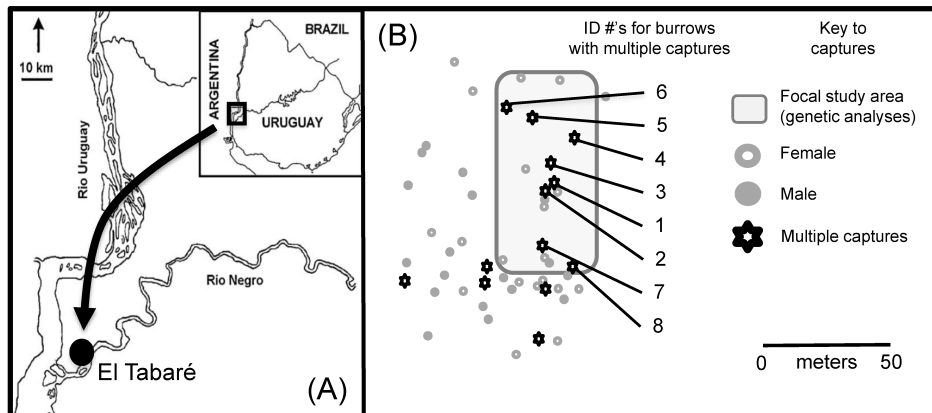 10 km
BRAZIL
ARGENTINA
URUGUAY
Rio Uruguay
Rio Negro
El Tabaré
(A)
(B)
ID #'s for burrows
with multiple captures
6
5
4
3
1
2
7
8
Key to
captures
Focal study area
(genetic analyses)
Female
Male
Multiple captures
0 meters 50